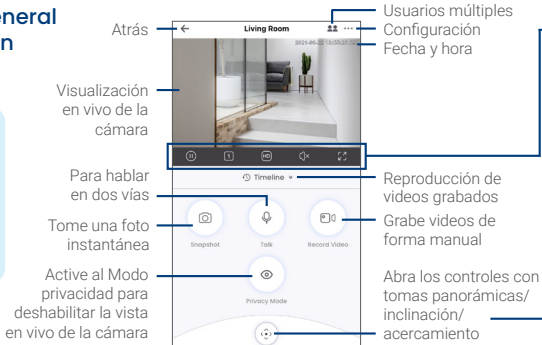 eneral
n
Atrás
Visualización
en vivo de la
cámara
Para hablar
en dos vías
Tome una foto
instantánea
Active al Modo
privacidad para
deshabilitar la vista
en vivo de la cámara
Living Room
1
HD
Timeline
Snapshot
Talk
Record Video
Privacy Mode
Usuarios múltiples
Configuración
Fecha y hora
Reproducción de
videos grabados
Grabe videos de
forma manual
Abra los controles con
tomas panorámicas/
inclinación/
acercamiento